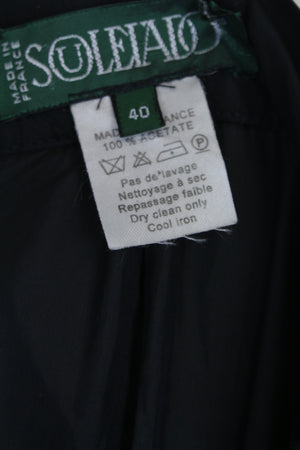 MADE IN
FRANCE
SOULEIADO
40
MADE FRANCE
100 % ACETATE
Pas de lavage
Nettoyage à sec
Repassage faible
Dry clean only
Cool iron